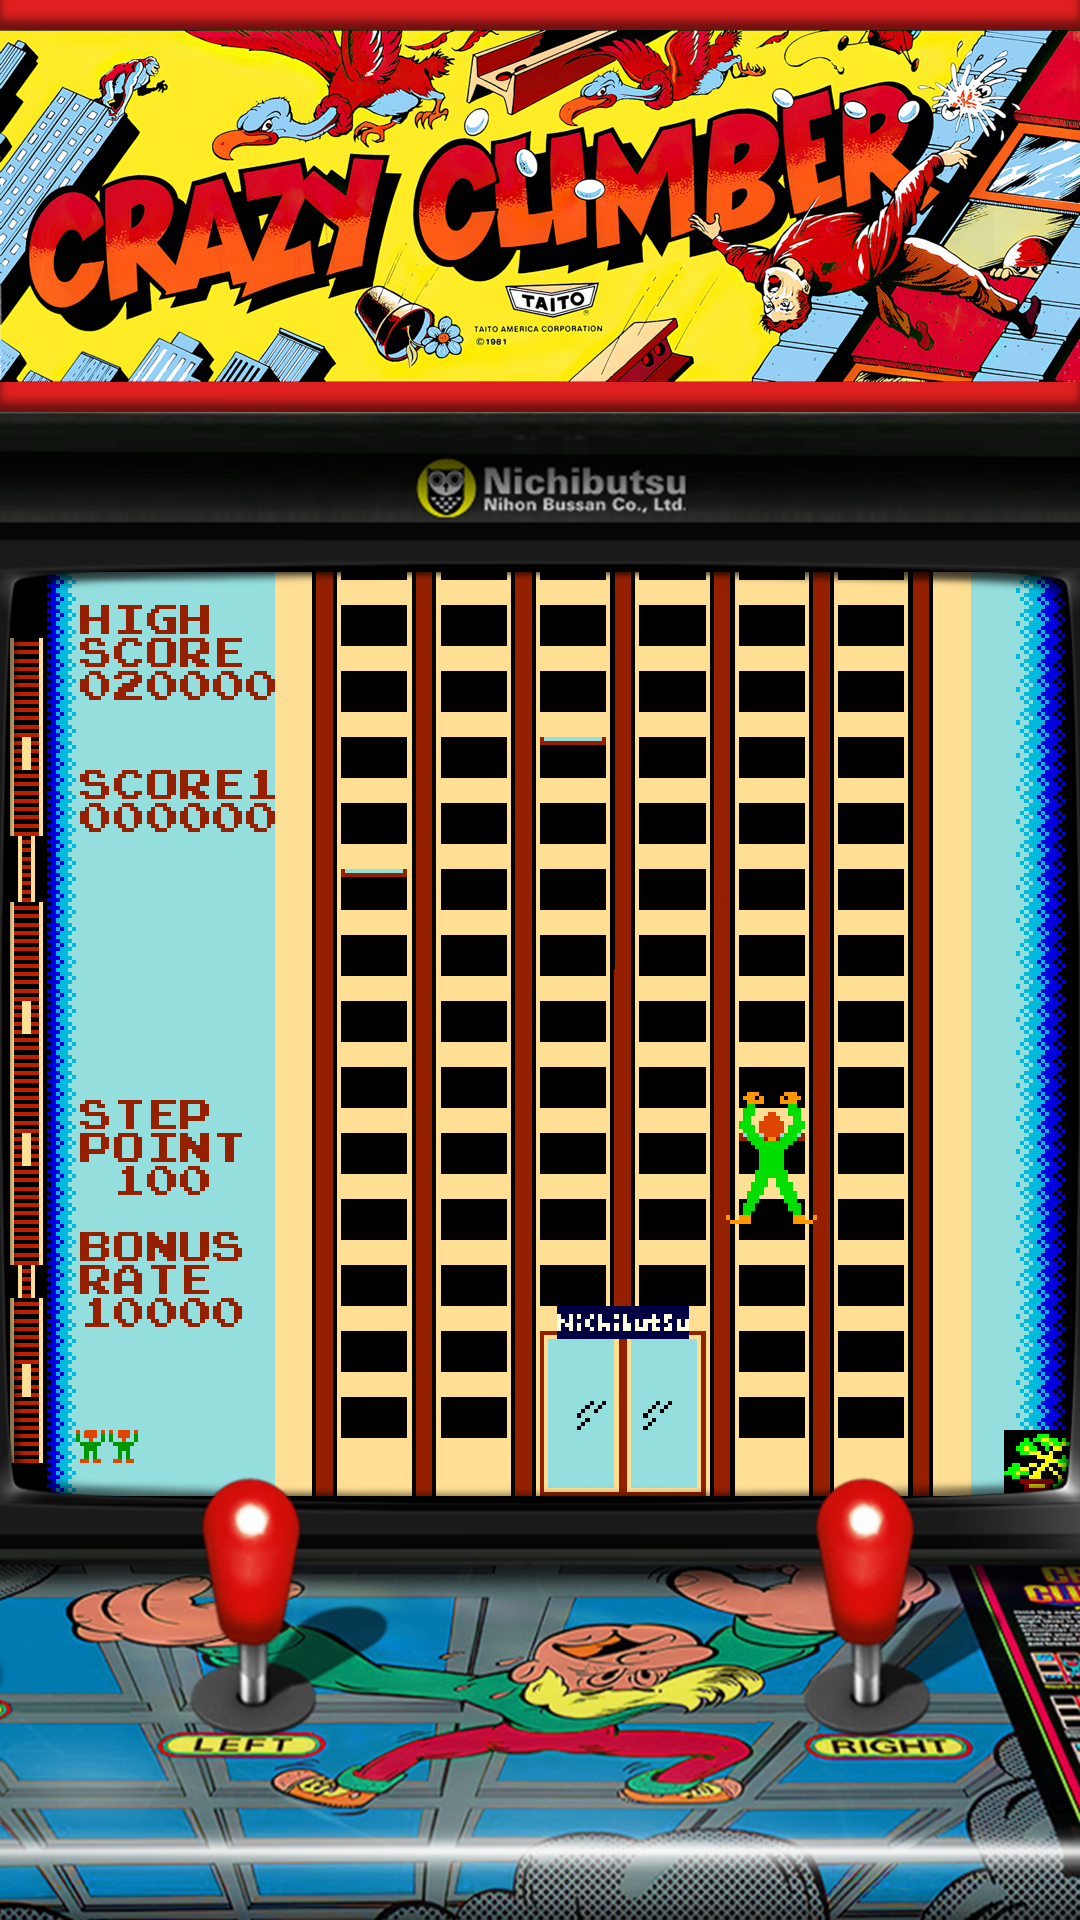 CRAZY CLIMBER
TAITO
TAITO AMERICA CORPORATION
©1981
Nichibutsu
Nihon Bussan Co., Ltd.
HIGH
SCORE
020000
SCORE1
000000
STEP
POINT
100
BONUS
RATE
10000
NiChibutsu
LEFT
RIGHT